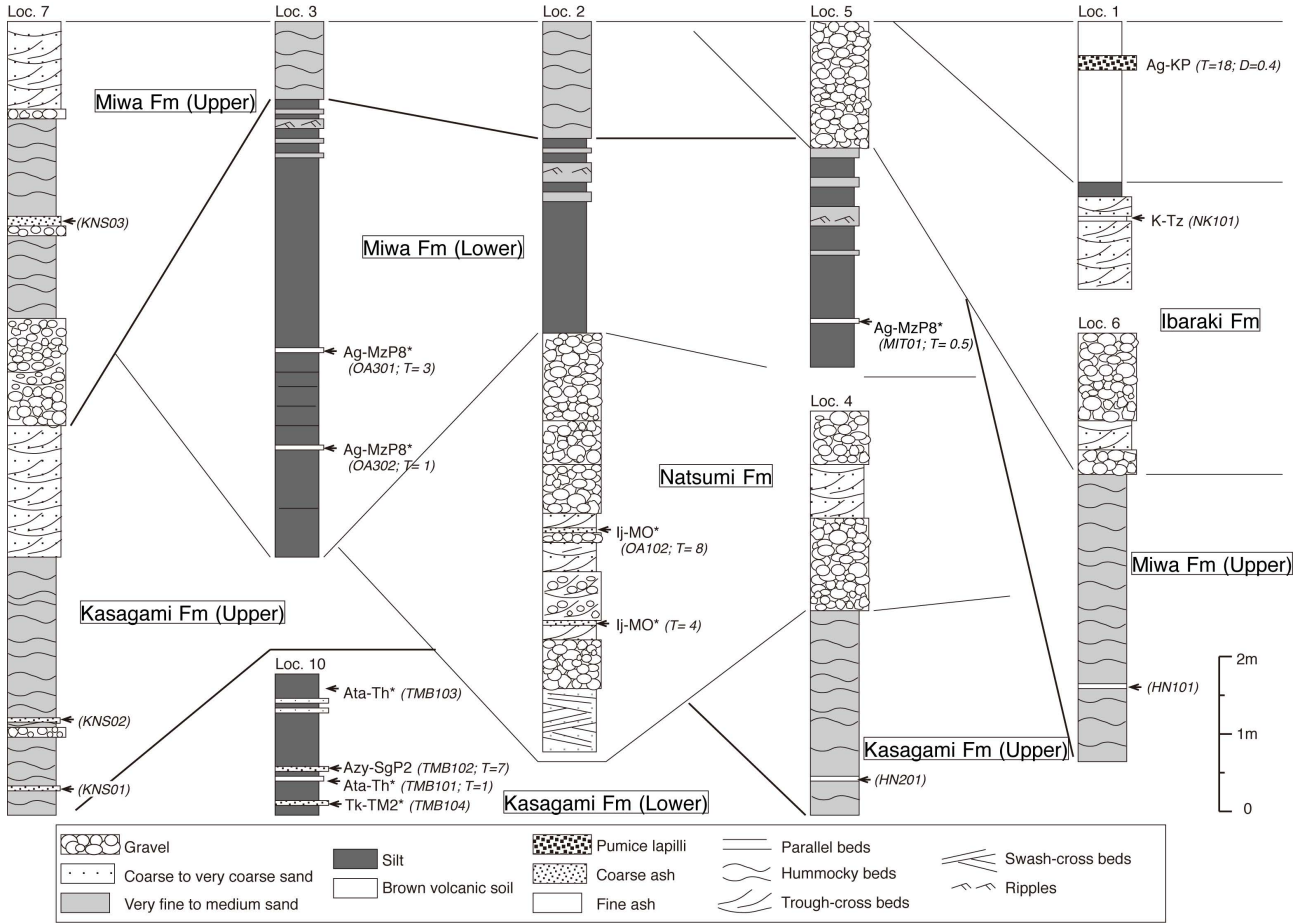 Loc. 7
Loc. 3
Loc. 2
Loc. 5
Loc. 1
Ag-KP (T=18; D=0.4)
Miwa Fm (Upper)
K-Tz (NK101)
(KNS03)
Miwa Fm (Lower)
Ibaraki Fm
Ag-MzP8*
(MIT01; T= 0.5)
Loc. 6
Ag-MzP8*
(OA301; T= 3)
Loc. 4
Ag-MzP8*
(OA302; T= 1)
Natsumi Fm
Ij-MO*
(OA102; T= 8)
Miwa Fm (Upper)
Kasagami Fm (Upper)
Ij-MO* (T= 4)
Loc. 10
Ata-Th* (TMB103)
(HN101)
2m
(KNS02)
1m
Kasagami Fm (Upper)
Azy-SgP2 (TMB102; T=7)
Ata-Th* (TMB101; T=1)
(HN201)
(KNS01)
Tk-TM2* (TMB104)
Kasagami Fm (Lower)
0
Gravel
Coarse to very coarse sand
Very fine to medium sand
Silt
Brown volcanic soil
Pumice lapilli
Coarse ash
Fine ash
Parallel beds
Hummocky beds
Trough-cross beds
Swash-cross beds
Ripples